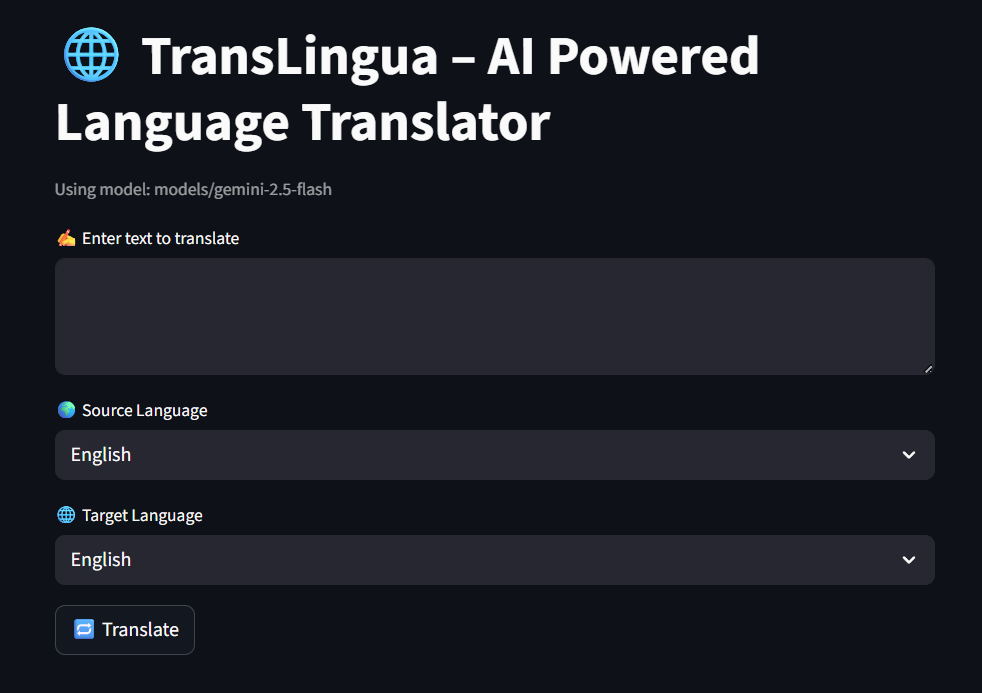 TransLingua – AI Powered
Language Translator
Using model: models/gemini-2.5-flash
Enter text to translate
Source Language
English
Target Language
English
Translate